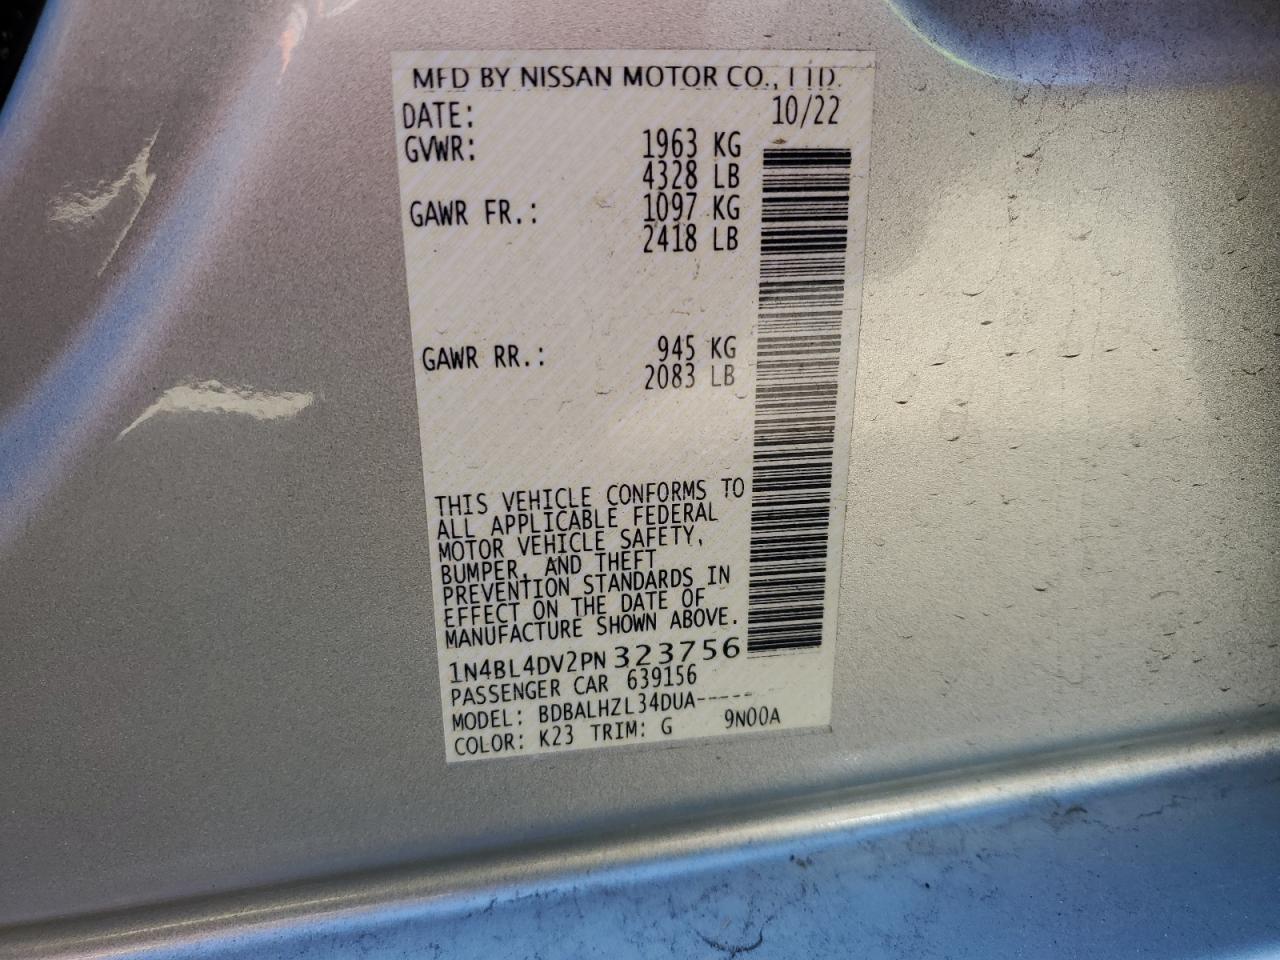 MFD BY NISSAN MOTOR CO., LTD.
DATE: 10/22
GVWR: 1963 KG
4328 LB
GAWR FR.: 1097 KG
2418 LB
GAWR RR.: 945 KG
2083 LB
THIS VEHICLE CONFORMS TO
ALL APPLICABLE FEDERAL
MOTOR VEHICLE SAFETY,
BUMPER, AND THEFT
PREVENTION STANDARDS IN
EFFECT ON THE DATE OF
MANUFACTURE SHOWN ABOVE.
1N4BL4DV2PN323756
PASSENGER CAR 639156
MODEL: BDBALHZL34DUA-----
COLOR: K23 TRIM: G 9N00A